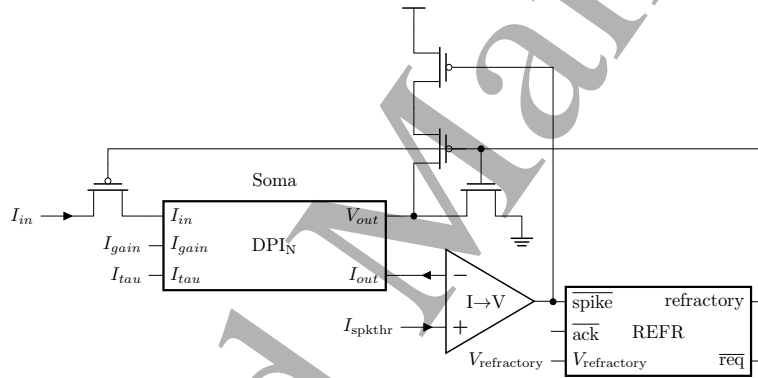 Soma
I_in
I_in
V_out
I_gain
I_gain
DPI_N
I_tau
I_tau
I_out
−
I→V
I_spkthr
+
spike
refractory
ack
REFR
V_refractory
V_refractory
req